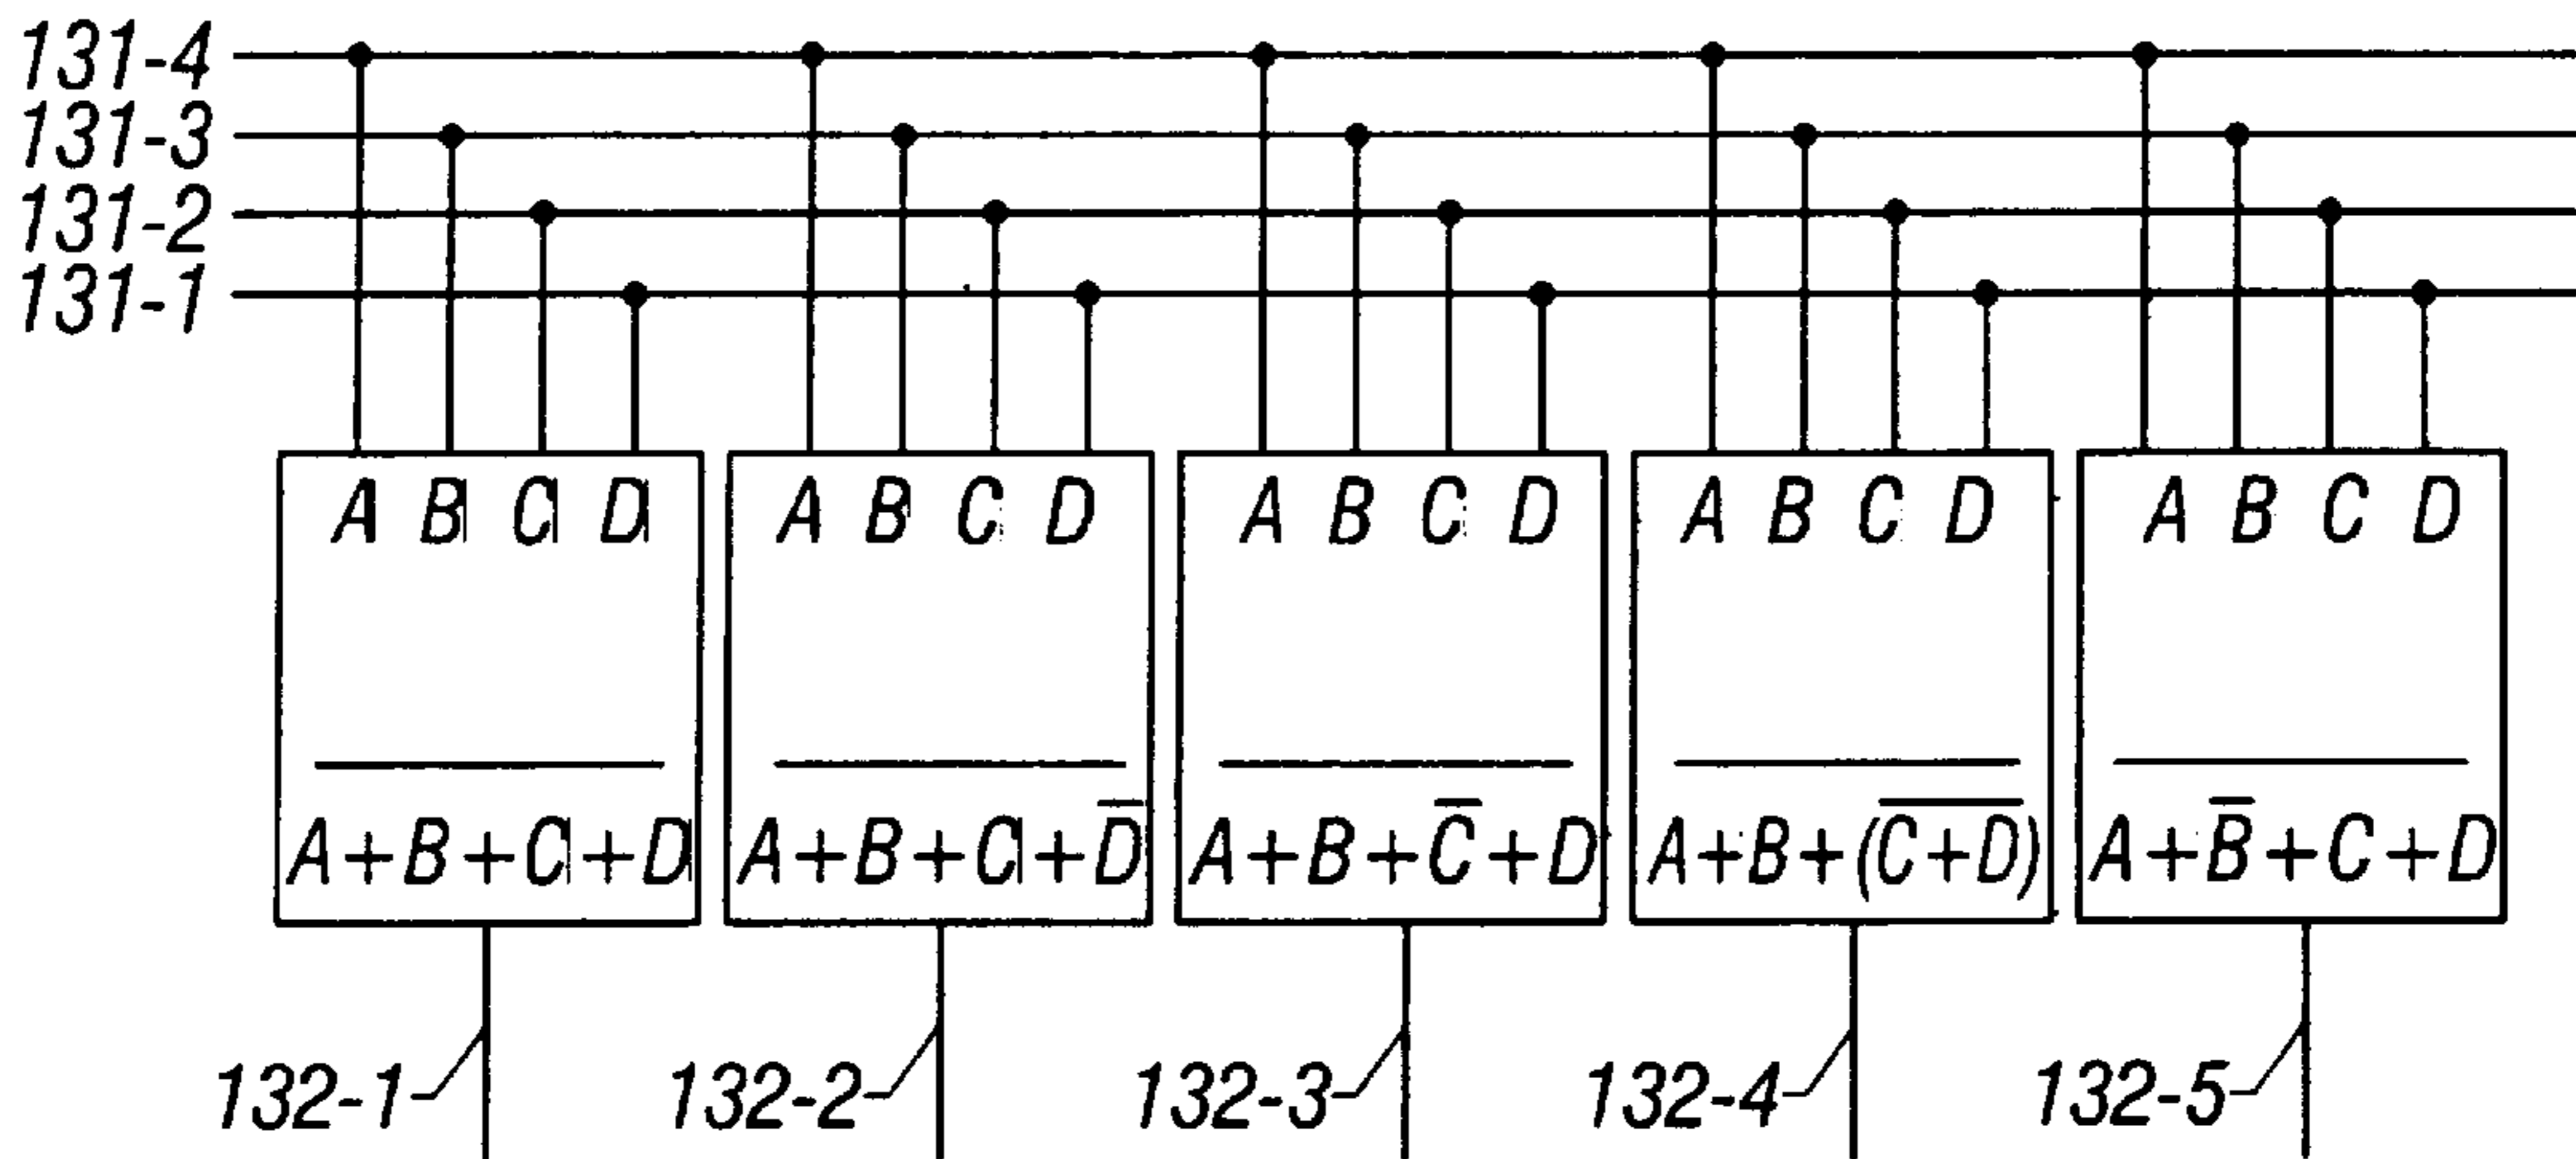 131-4
131-3
131-2
131-1
A B C D A B C D A B C D A B C D A B C D
A+B+C+D A+B+C+D̅ A+B+C̅+D A+B+(C̅+̅D̅) A+B̅+C+D
132-1 132-2 132-3 132-4 132-5